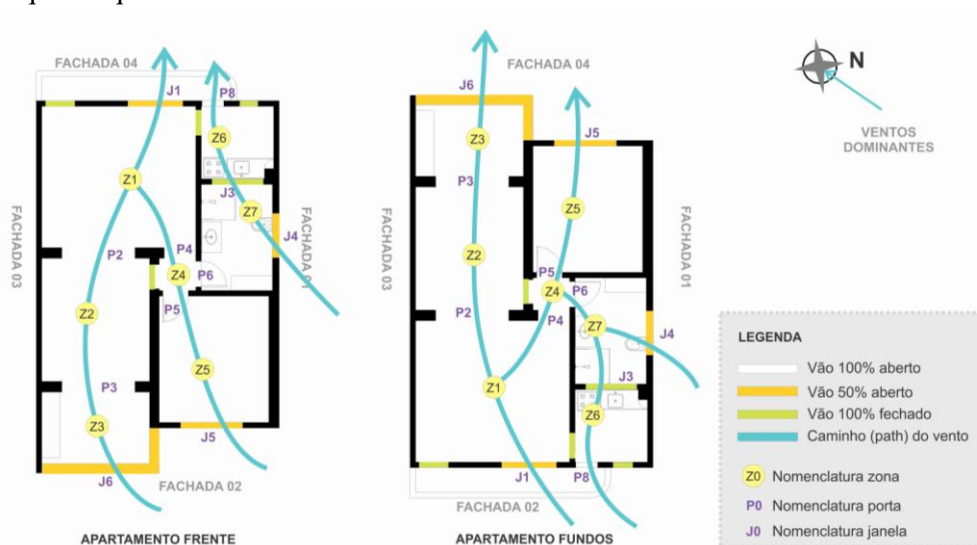 FACHADA 04
J1
P8
Z6
Z1
J3
Z7
FACHADA 03
FACHADA 01
J4
P2
P4
Z4
P6
P5
Z2
Z5
P3
Z3
J5
J6
FACHADA 02
APARTAMENTO FRENTE
FACHADA 04
J6
Z3
J5
P3
Z5
FACHADA 03
FACHADA 01
Z2
P5
Z4
P6
P2
P4
Z7
J4
J3
Z1
Z6
J1
P8
FACHADA 02
APARTAMENTO FUNDOS
N
VENTOS
DOMINANTES
LEGENDA
Vão 100% aberto
Vão 50% aberto
Vão 100% fechado
Caminho (path) do vento
Z0 Nomenclatura zona
P0 Nomenclatura porta
J0 Nomenclatura janela